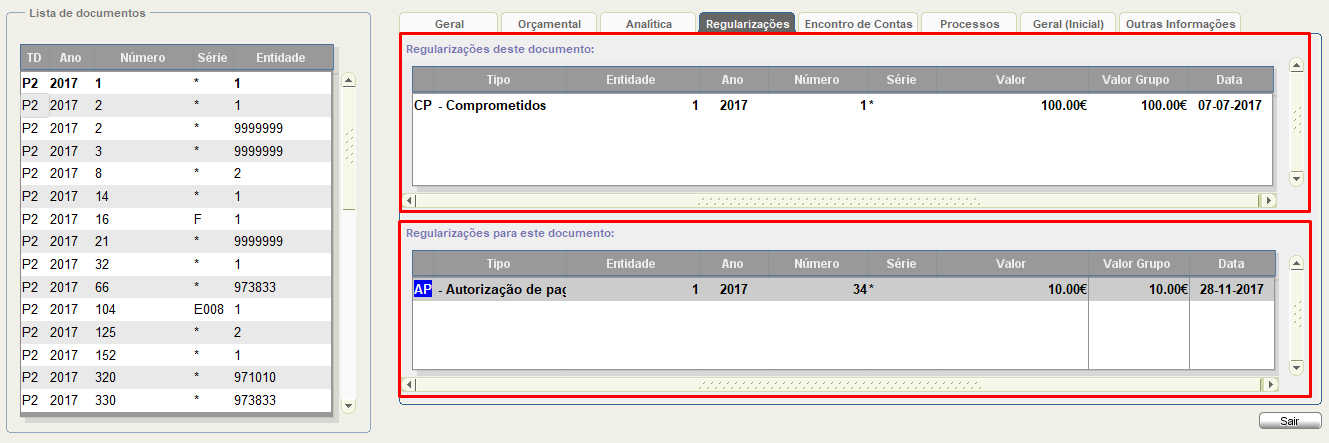 Lista de documentos
TD Ano Número Série Entidade
P2 2017 1 * 1
P2 2017 2 * 1
P2 2017 2 * 9999999
P2 2017 3 * 9999999
P2 2017 8 * 2
P2 2017 14 * 1
P2 2017 16 F 1
P2 2017 21 * 9999999
P2 2017 32 * 1
P2 2017 66 * 973833
P2 2017 104 E008 1
P2 2017 125 * 2
P2 2017 152 * 1
P2 2017 320 * 971010
P2 2017 330 * 973833
Geral Orçamental Analítica Regularizações Encontro de Contas Processos Geral (Inicial) Outras Informações
Regularizações deste documento:
Tipo Entidade Ano Número Série Valor Valor Grupo Data
CP - Comprometidos 1 2017 1 * 100.00€ 100.00€ 07-07-2017
Regularizações para este documento:
Tipo Entidade Ano Número Série Valor Valor Grupo Data
AP - Autorização de pag 1 2017 34 * 10.00€ 10.00€ 28-11-2017
Sair